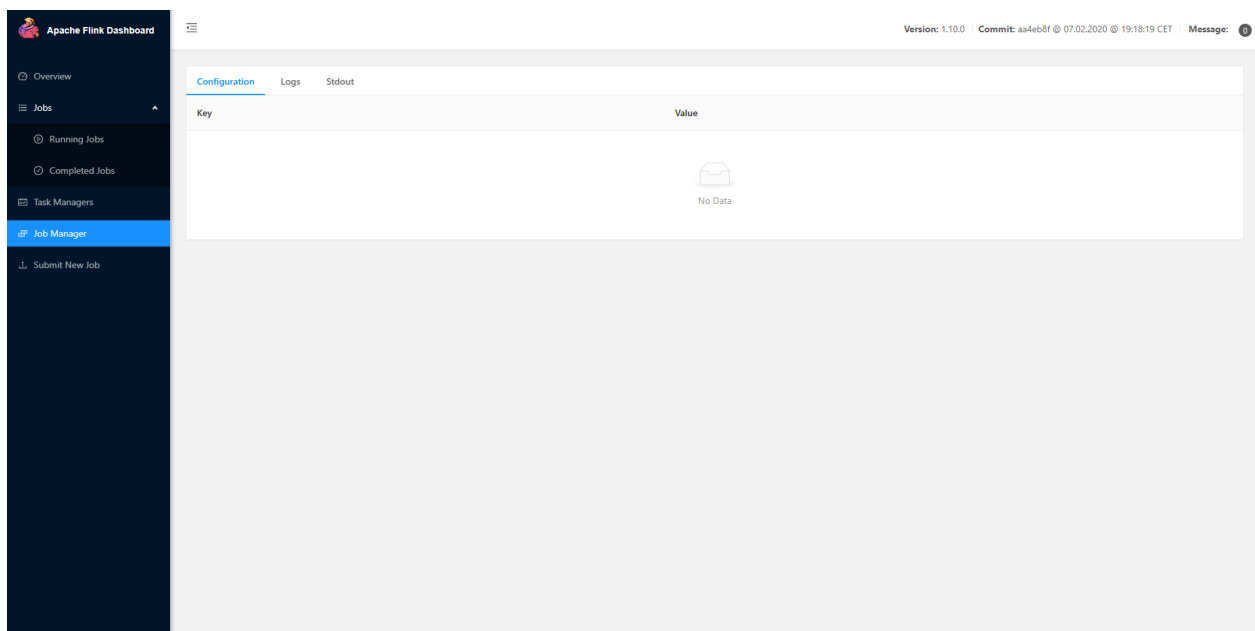 Apache Flink Dashboard
Version: 1.10.0 Commit: aa4eb8f @ 07.02.2020 @ 19:18:19 CET Message: 0
Overview
Jobs
Running Jobs
Completed Jobs
Task Managers
Job Manager
Submit New Job
Configuration Logs Stdout
Key Value
No Data